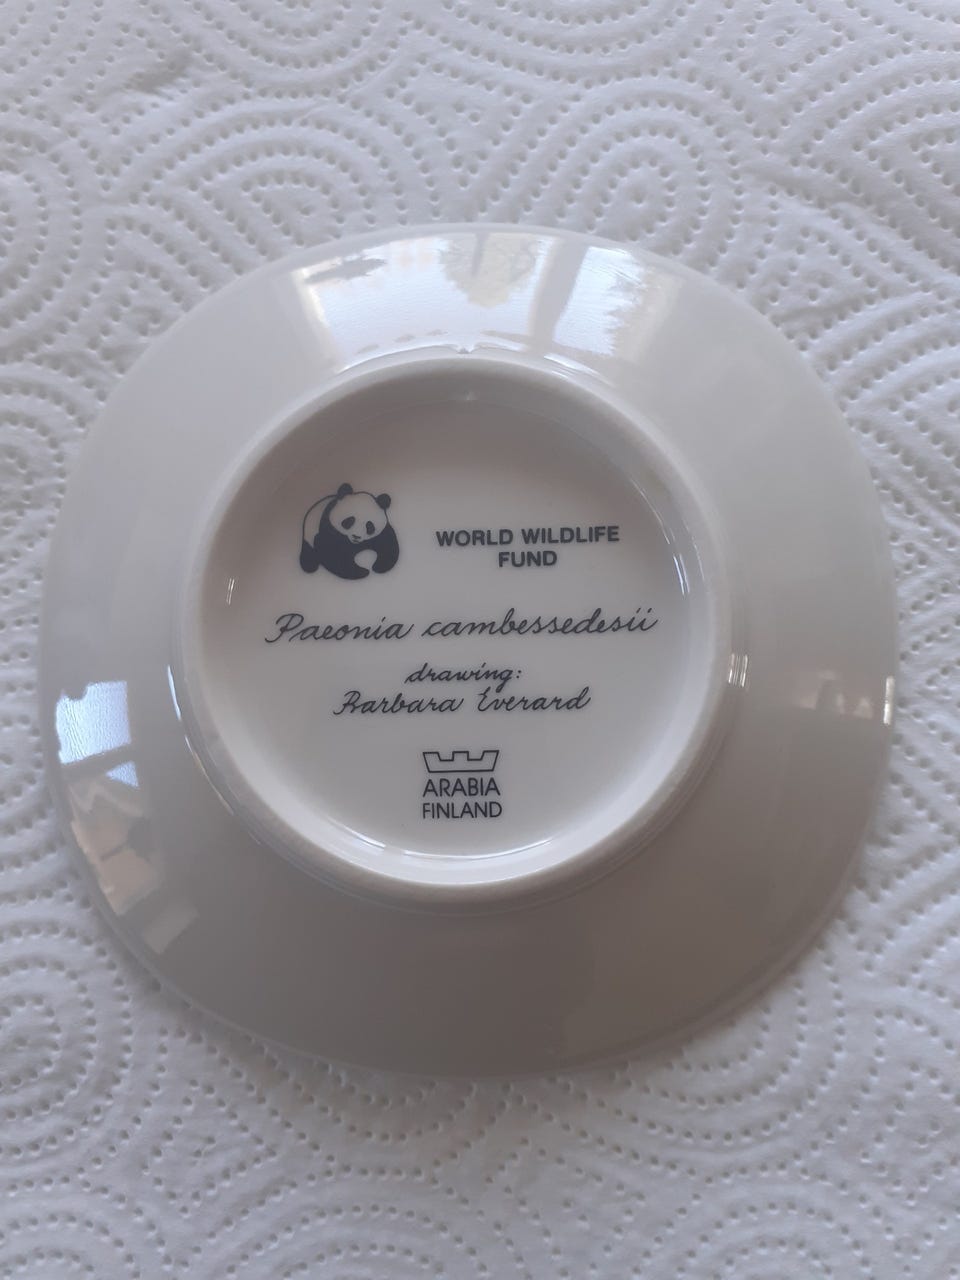 WORLD WILDLIFE
FUND
Paeonia cambessedesii
drawing:
Barbara Everard
ARABIA
FINLAND